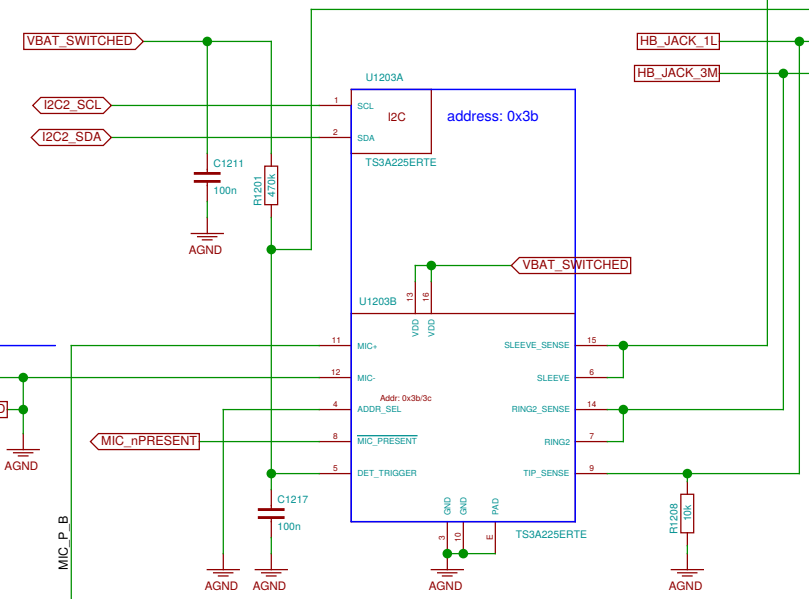 VBAT_SWITCHED
HB_JACK_1L
HB_JACK_3M
U1203A
I2C2_SCL
1
SCL
I2C
address: 0x3b
I2C2_SDA
2
SDA
TS3A225ERTE
C1211
100n
R1201
470k
AGND
VBAT_SWITCHED
13
16
U1203B
VDD
VDD
11
MIC+
SLEEVE_SENSE
15
12
MIC-
SLEEVE
6
Addr: 0x3b/3c
4
ADDR_SEL
RING2_SENSE
14
MIC_nPRESENT
8
MIC_PRESENT
RING2
7
AGND
5
DET_TRIGGER
TIP_SENSE
9
C1217
100n
GND
GND
PAD
3
10
E
TS3A225ERTE
R1208
10k
MIC_P_B
AGND
AGND
AGND
AGND